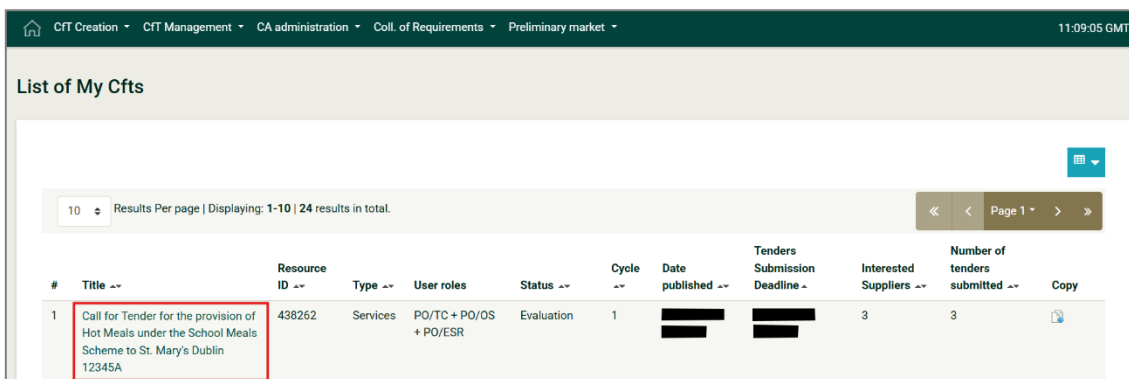 CfT Creation CfT Management CA administration Coll. of Requirements Preliminary market 11:09:05 GMT
List of My Cfts
10 Results Per page | Displaying: 1-10 | 24 results in total.
« < Page 1 > »
# Title Resource ID Type User roles Status Cycle Date published Tenders Submission Deadline Interested Suppliers Number of tenders submitted Copy
1 Call for Tender for the provision of 438262 Services PO/TC + PO/OS Evaluation 1 3 3
Hot Meals under the School Meals + PO/ESR
Scheme to St. Mary's Dublin
12345A